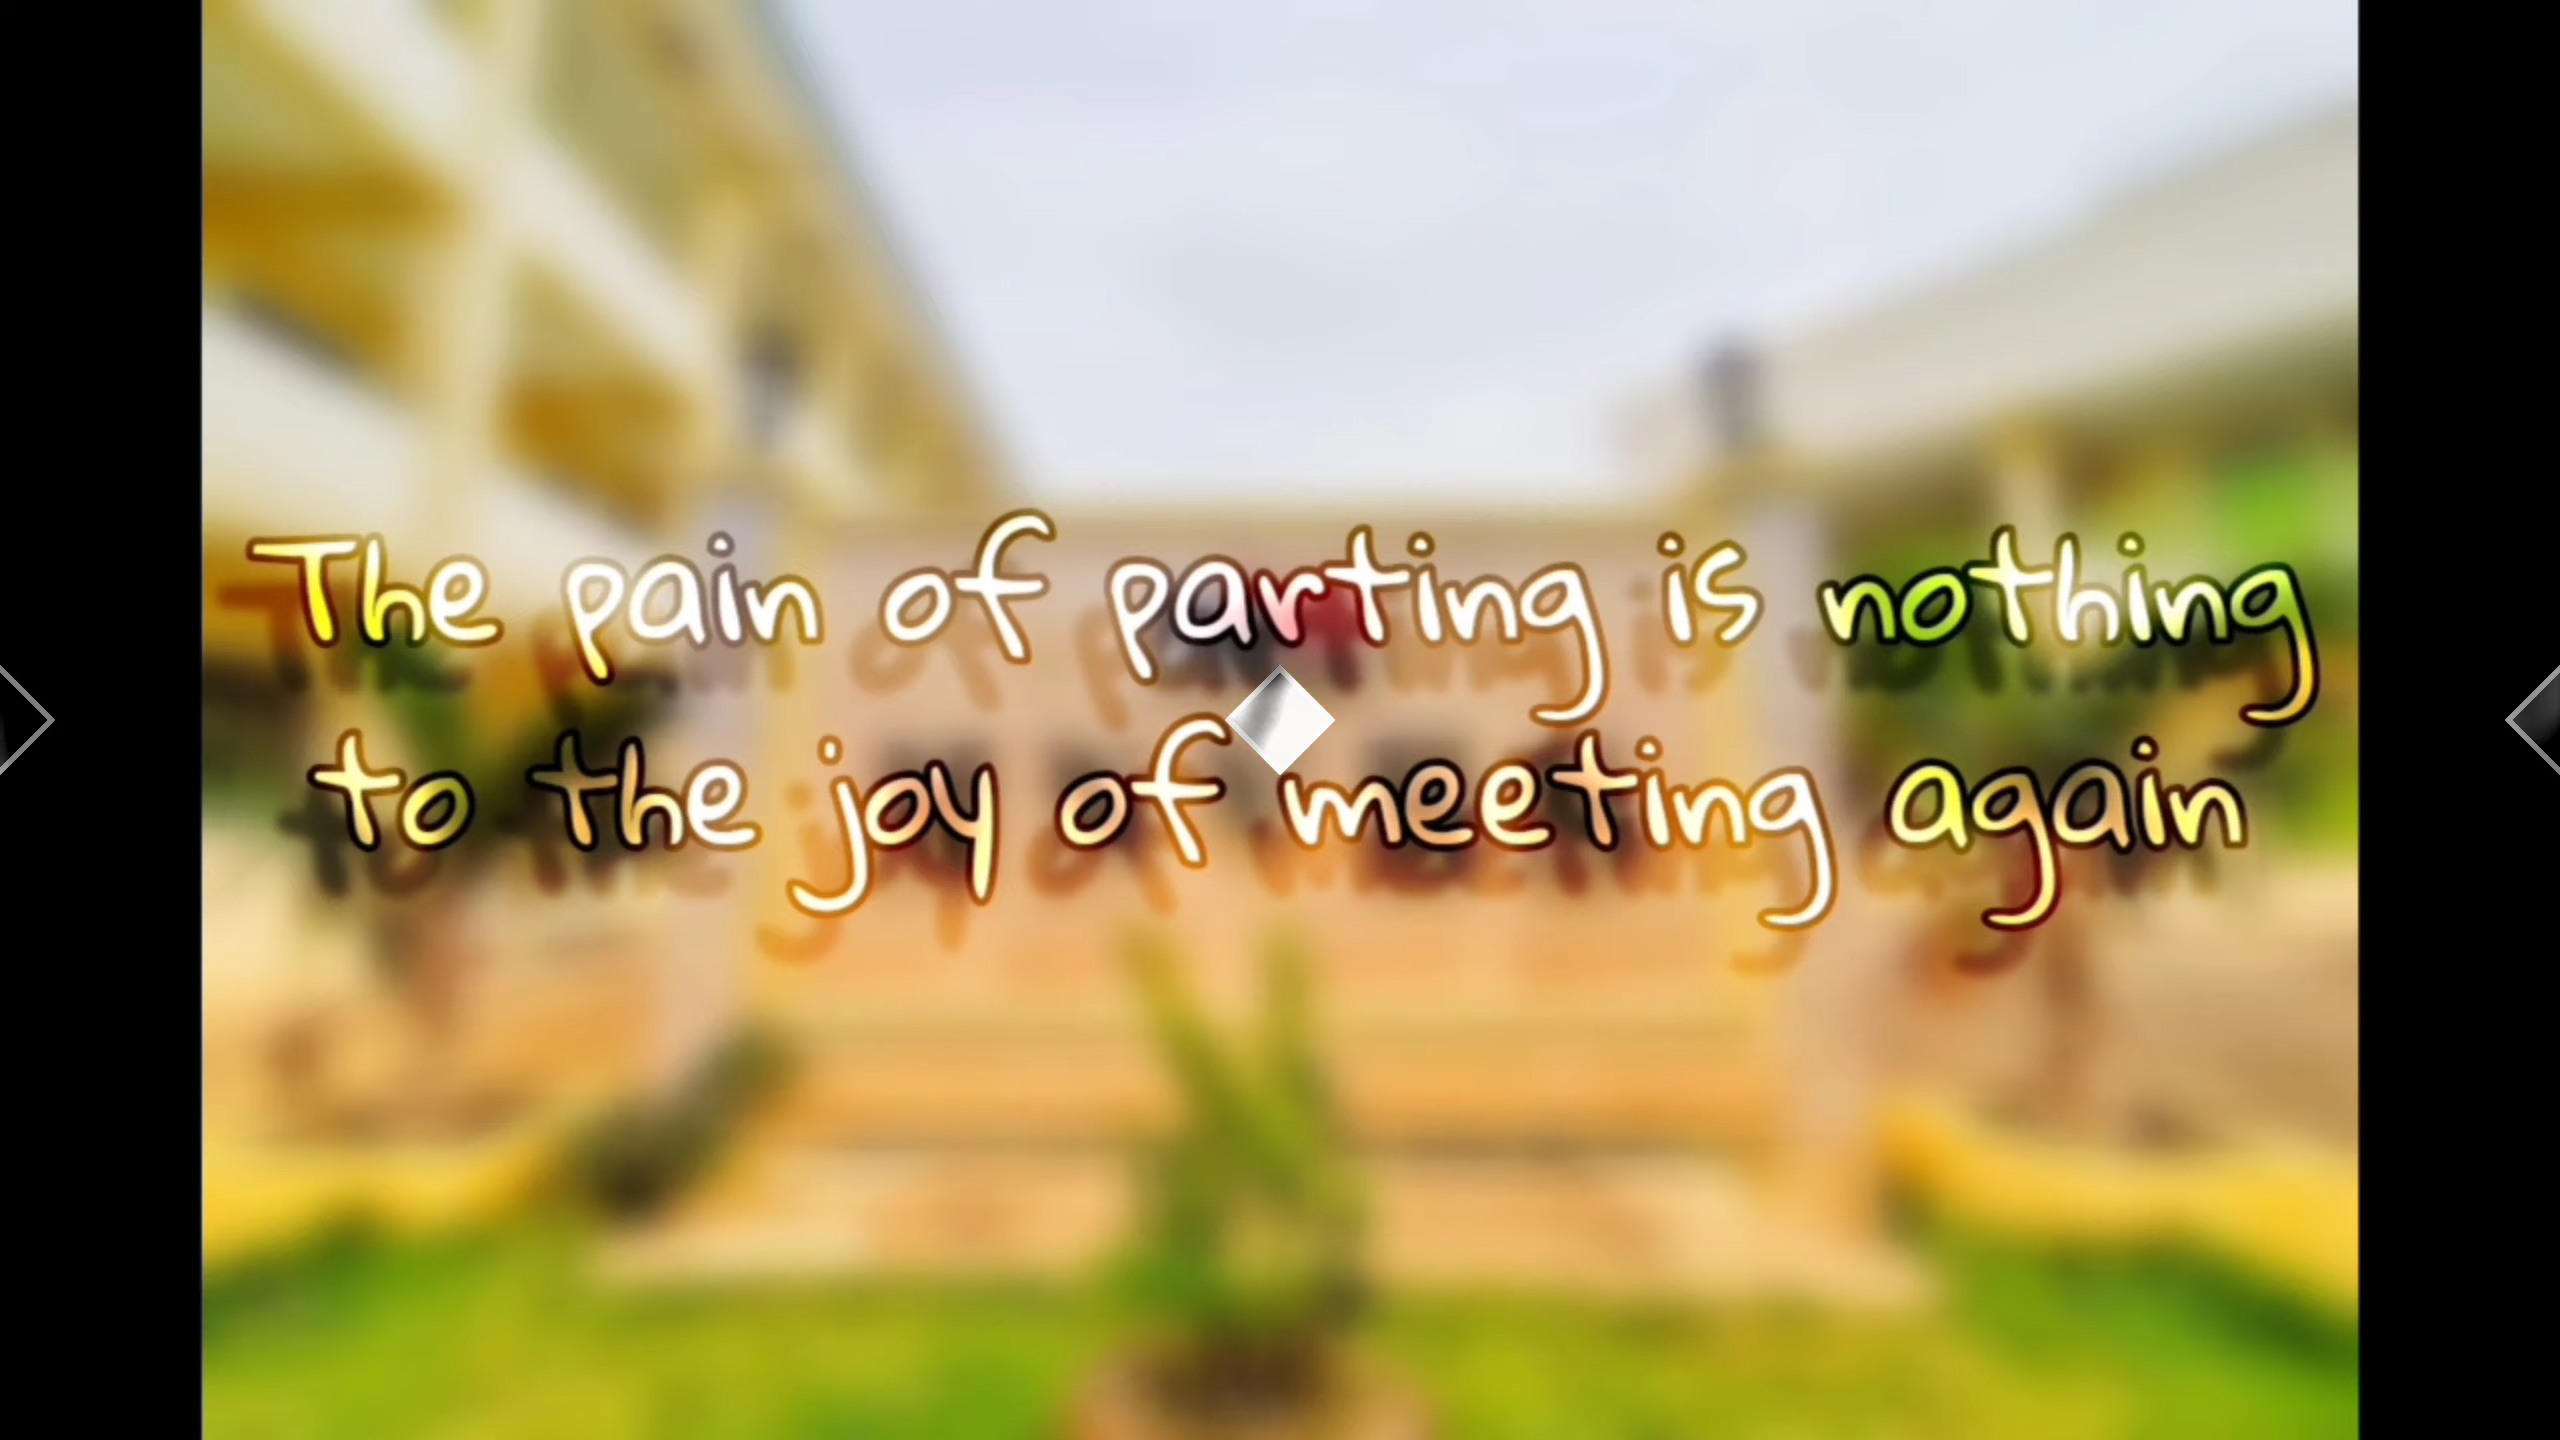 The pain of parting is nothing
to the joy of meeting again